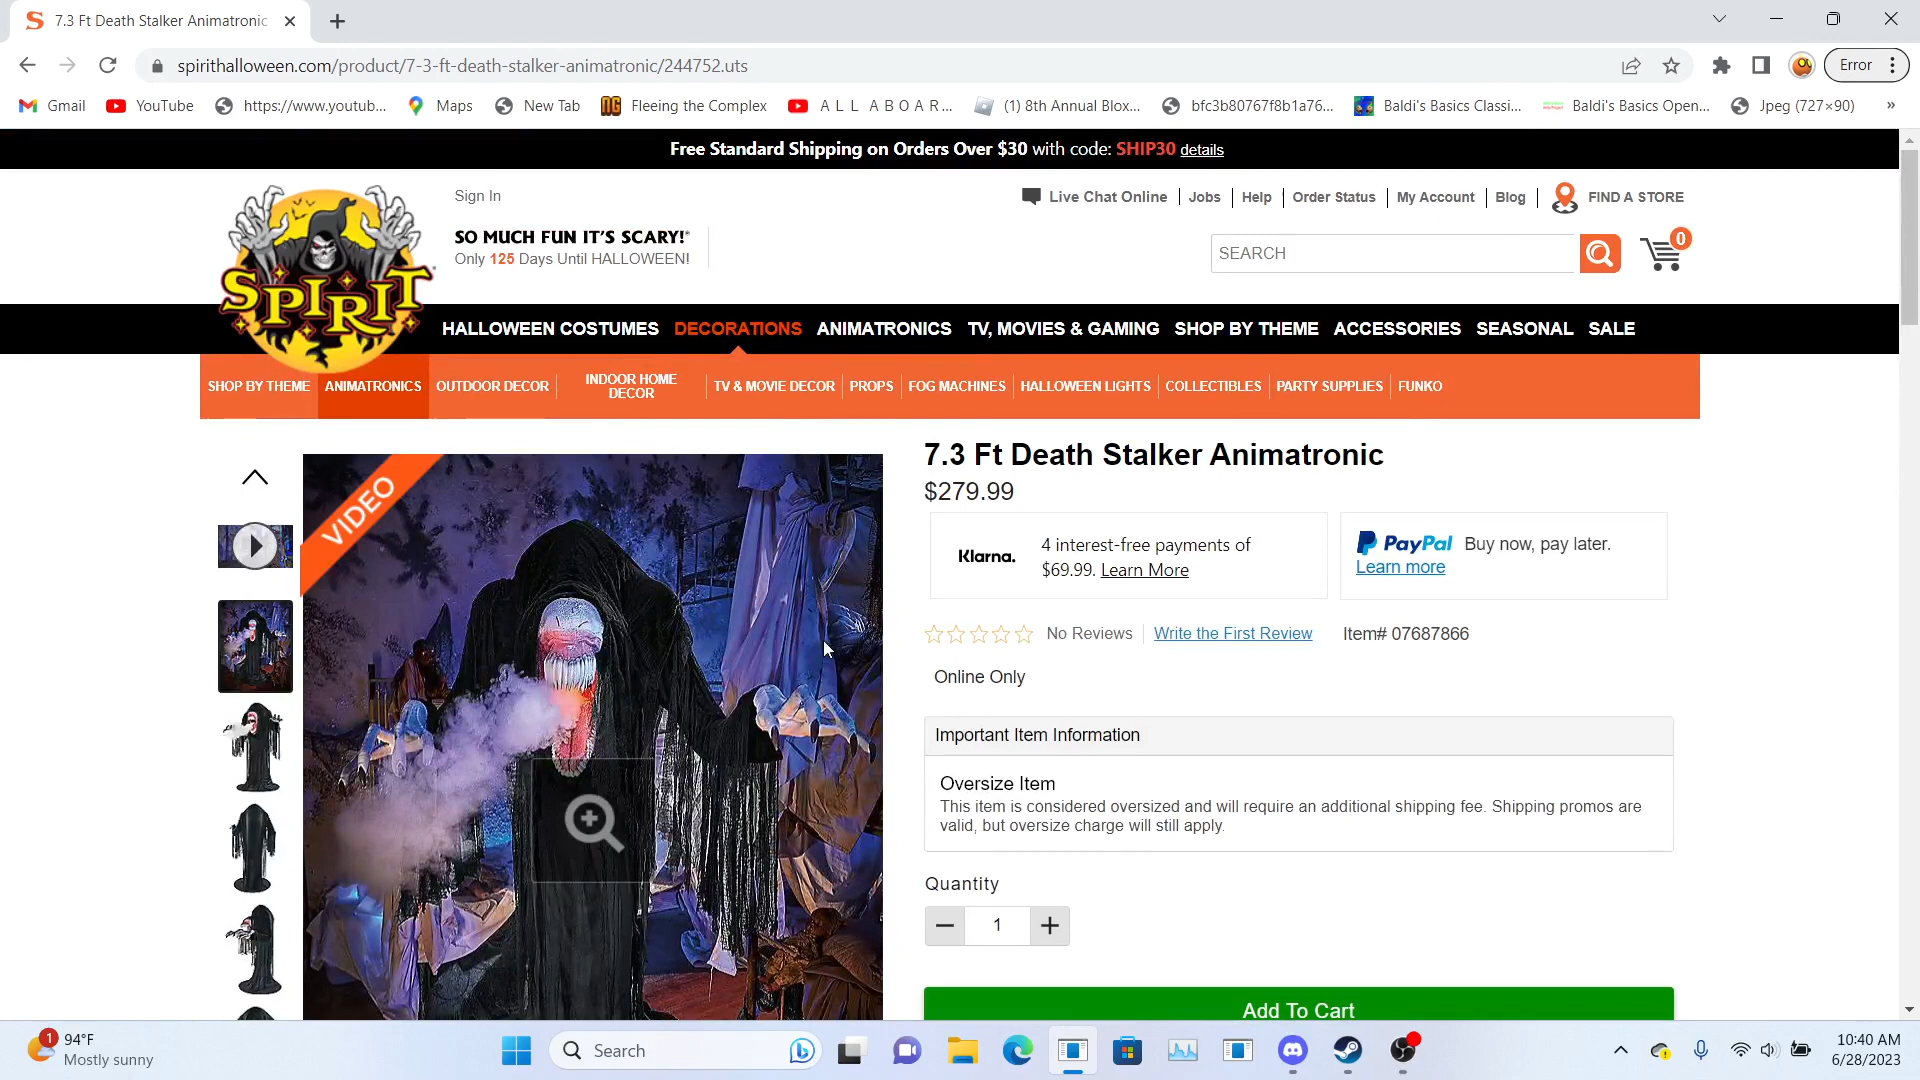 7.3 Ft Death Stalker Animatronic
spirithalloween.com/product/7-3-ft-death-stalker-animatronic/244752.uts
Error
Gmail
YouTube
https://www.youtub...
Maps
New Tab
Fleeing the Complex
A L L A B O A R...
(1) 8th Annual Blox...
bfc3b80767f8b1a76...
Baldi's Basics Classi...
Baldi's Basics Open...
Jpeg (727×90)
»
Free Standard Shipping on Orders Over $30 with code: SHIP30 details
SPIRIT
Sign In
Live Chat Online
Jobs
Help
Order Status
My Account
Blog
FIND A STORE
SO MUCH FUN IT'S SCARY!®
Only 125 Days Until HALLOWEEN!
SEARCH
0
HALLOWEEN COSTUMES
DECORATIONS
ANIMATRONICS
TV, MOVIES & GAMING
SHOP BY THEME
ACCESSORIES
SEASONAL
SALE
SHOP BY THEME
ANIMATRONICS
OUTDOOR DECOR
INDOOR HOME
DECOR
TV & MOVIE DECOR
PROPS
FOG MACHINES
HALLOWEEN LIGHTS
COLLECTIBLES
PARTY SUPPLIES
FUNKO
VIDEO
7.3 Ft Death Stalker Animatronic
$279.99
Klarna.
4 interest-free payments of
$69.99. Learn More
PayPal Buy now, pay later.
Learn more
No Reviews
Write the First Review
Item# 07687866
Online Only
Important Item Information
Oversize Item
This item is considered oversized and will require an additional shipping fee. Shipping promos are
valid, but oversize charge will still apply.
Quantity
1
Add To Cart
1
94°F
Mostly sunny
Search
10:40 AM
6/28/2023